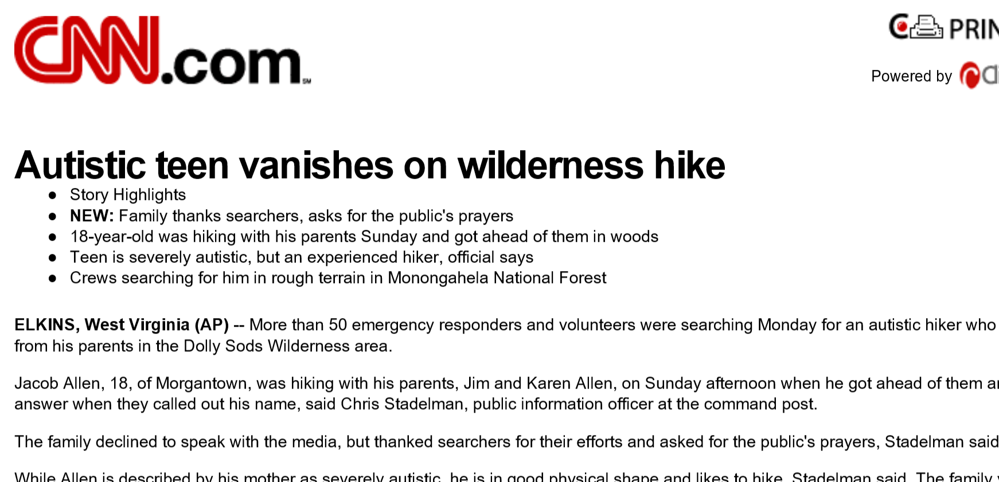 CNN.com SM
PRIN
Powered by
Autistic teen vanishes on wilderness hike
● Story Highlights
● NEW: Family thanks searchers, asks for the public's prayers
● 18-year-old was hiking with his parents Sunday and got ahead of them in woods
● Teen is severely autistic, but an experienced hiker, official says
● Crews searching for him in rough terrain in Monongahela National Forest
ELKINS, West Virginia (AP) -- More than 50 emergency responders and volunteers were searching Monday for an autistic hiker who
from his parents in the Dolly Sods Wilderness area.
Jacob Allen, 18, of Morgantown, was hiking with his parents, Jim and Karen Allen, on Sunday afternoon when he got ahead of them
answer when they called out his name, said Chris Stadelman, public information officer at the command post.
The family declined to speak with the media, but thanked searchers for their efforts and asked for the public's prayers, Stadelman said
While Allen is described by his mother as severely autistic, he is in good physical shape and likes to hike, Stadelman said. The family